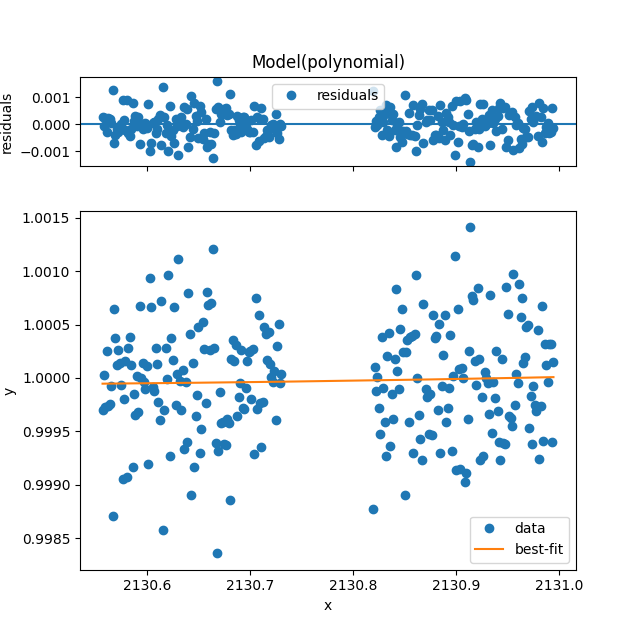 Model(polynomial)
residuals
0.001
0.000
−0.001
residuals
1.0015
1.0010
1.0005
1.0000
0.9995
0.9990
0.9985
y
data
best-fit
2130.6 2130.7 2130.8 2130.9 2131.0
x